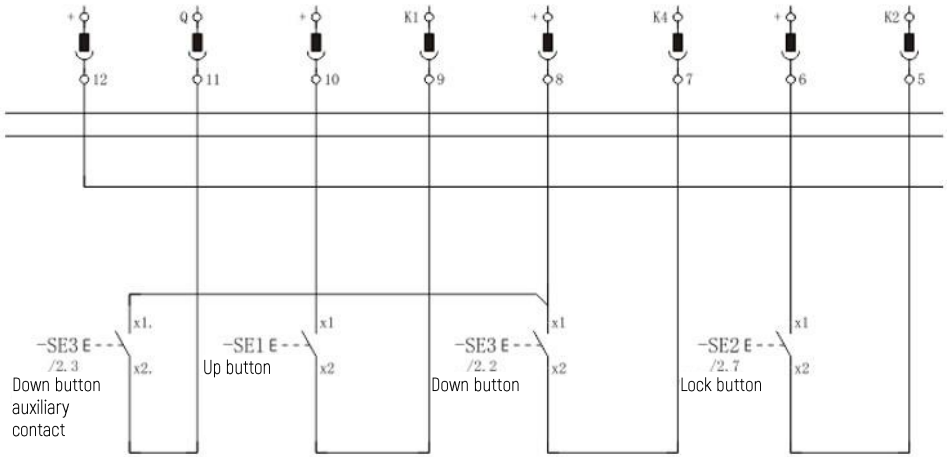 + Q + K1 + K4 + K2
12 11 10 9 8 7 6 5
x1. x1 x1 x1
-SE3 E -SE1 E -SE3 E -SE2 E
/2.3 /2.2 /2.7
x2. x2 x2 x2
Down button Up button Down button Lock button
auxiliary
contact